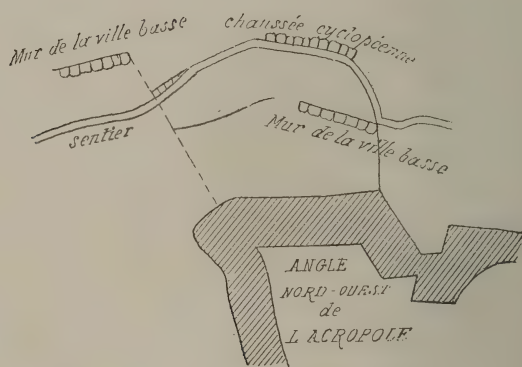 Mur de la ville basse
chaussée cyclopéenne
sentier
Mur de la ville basse
ANGLE
NORD-OUEST
de
L ACROPOLE